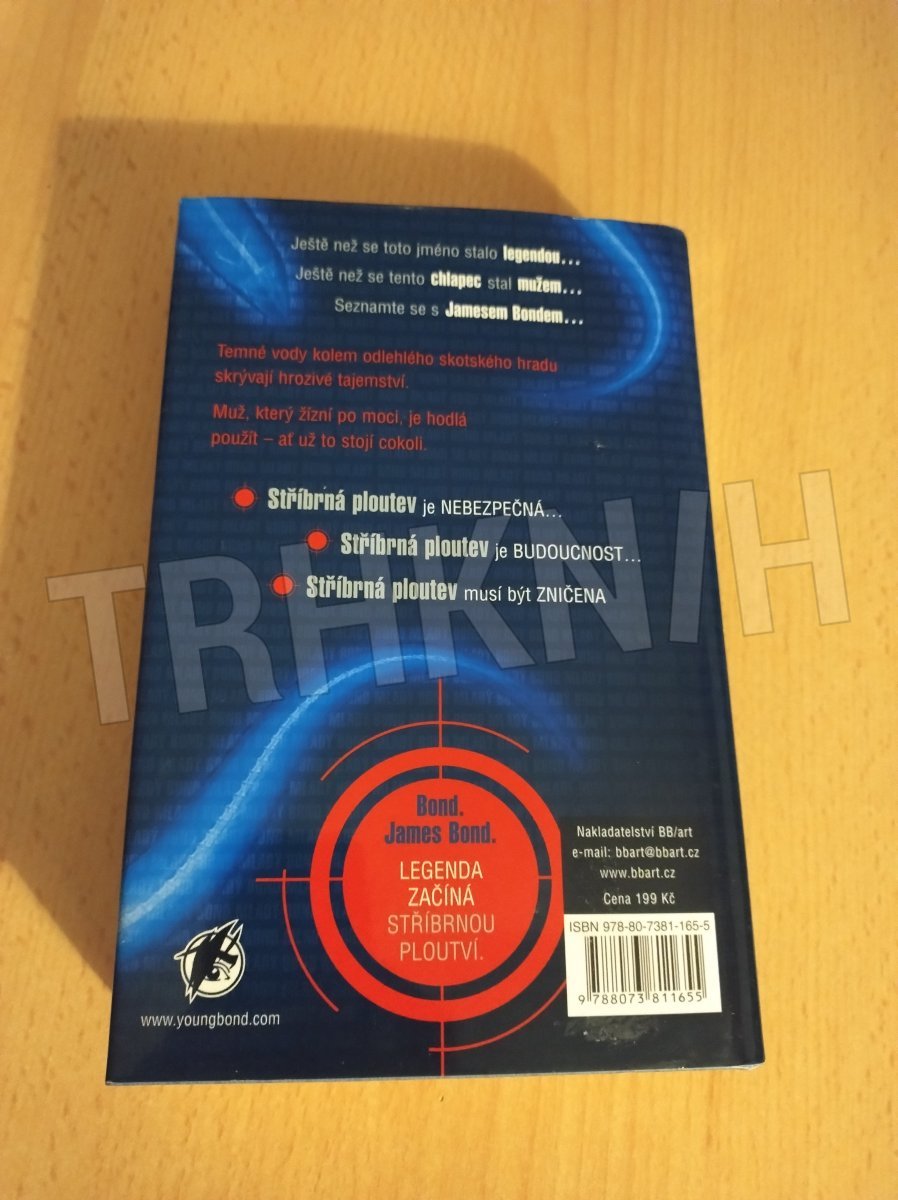 Ještě než se toto jméno stalo legendou...
Ještě než se tento chlapec stal mužem...
Seznamte se s Jamesem Bondem...
Temné vody kolem odlehlého skotského hradu
skrývají hrozivé tajemství.
Muž, který žízní po moci, je hodlá
použít – ať už to stojí cokoli.
Stříbrná ploutev je NEBEZPEČNÁ...
Stříbrná ploutev je BUDOUCNOST...
Stříbrná ploutev musí být ZNIČENA
TRHKNIH
Bond.
James Bond.
LEGENDA
ZAČÍNÁ
STŘÍBRNOU
PLOUTVÍ.
Nakladatelství BB/art
e-mail: bbart@bbart.cz
www.bbart.cz
Cena 199 Kč
ISBN 978-80-7381-165-5
9 788073 811655
www.youngbond.com